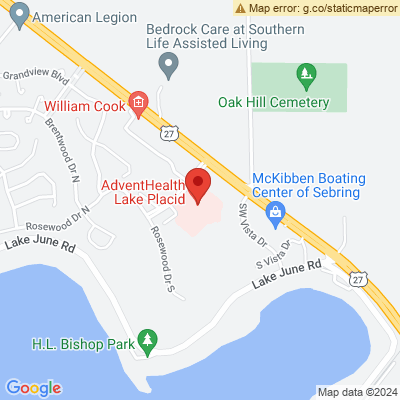 Map error: g.co/staticmaperror
American Legion
Bedrock Care at Southern
Life Assisted Living
Grandview Blvd
Oak Hill Cemetery
William Cook
27
Brentwood Dr N
McKibben Boating
Center of Sebring
AdventHealth
Lake Placid
Rosewood Dr N
SW Vista Dr
Lake June Rd
Rosewood Dr S
S Vista Dr
Lake June Rd
27
H.L. Bishop Park
Google
Map data ©2024